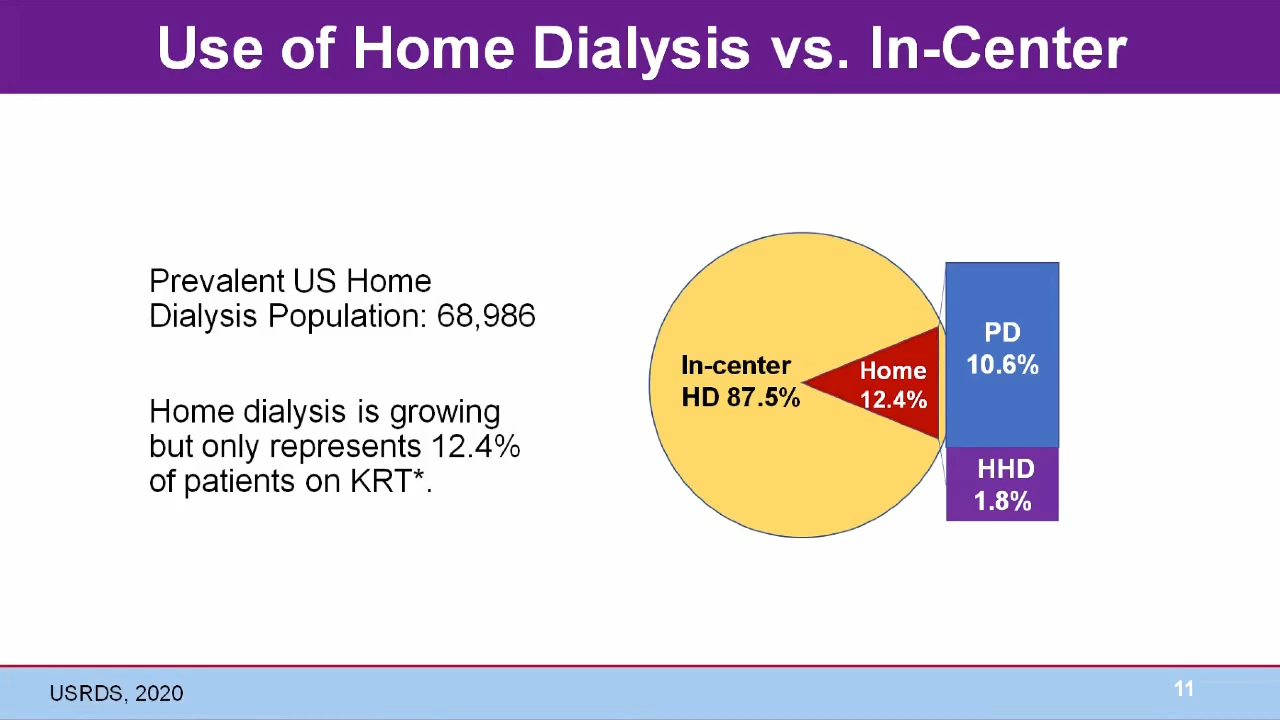 Use of Home Dialysis vs. In-Center
Prevalent US Home
Dialysis Population: 68,986
Home dialysis is growing
but only represents 12.4%
of patients on KRT*.
In-center
HD 87.5%
Home
12.4%
PD
10.6%
HHD
1.8%
USRDS, 2020
11